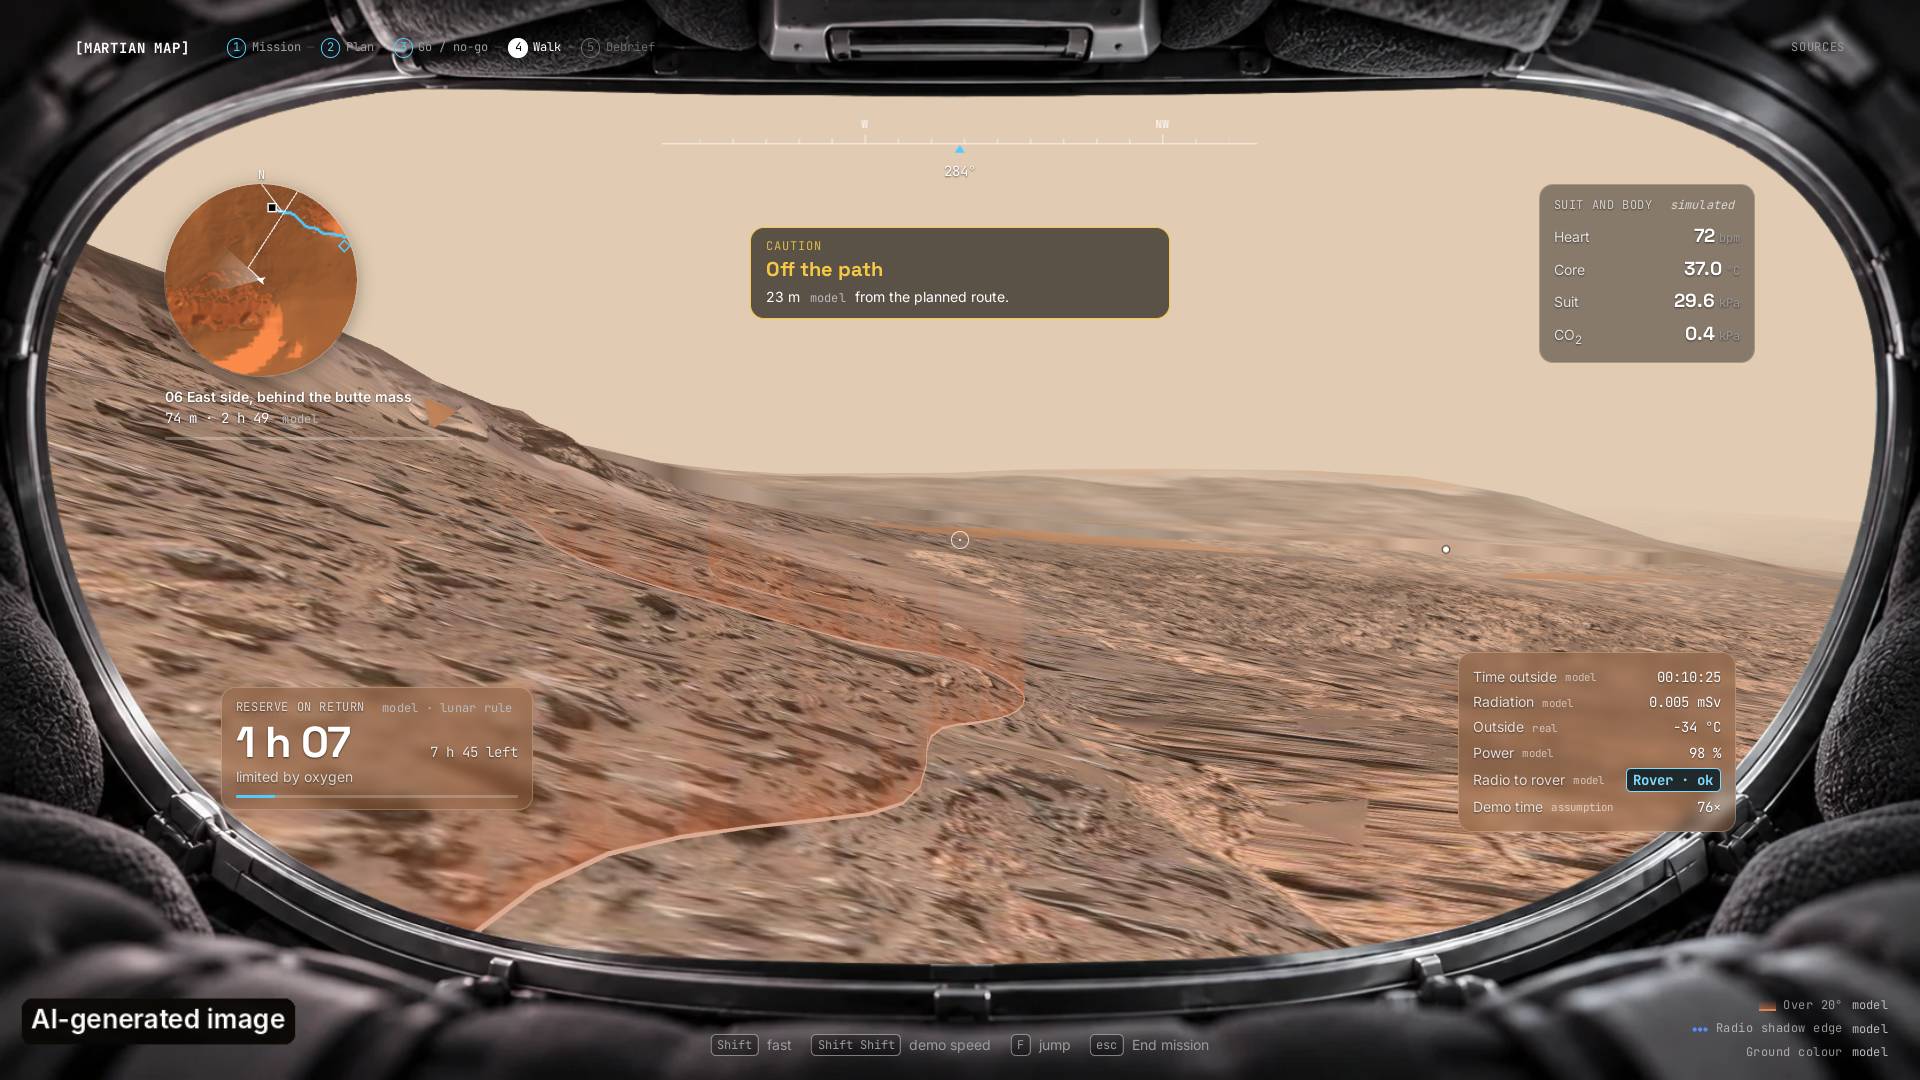 [MARTIAN MAP] 1 Mission 2 Plan 3 Go / no-go 4 Walk 5 Debrief SOURCES
W NW
284°
N
CAUTION
Off the path
23 m model from the planned route.
SUIT AND BODY simulated
Heart 72 bpm
Core 37.0 °C
Suit 29.6 kPa
CO2 0.4 kPa
06 East side, behind the butte mass
74 m · 2 h 49 model
RESERVE ON RETURN model · lunar rule
1 h 07 7 h 45 left
limited by oxygen
Time outside model 00:10:25
Radiation model 0.005 mSv
Outside real -34 °C
Power model 98 %
Radio to rover model Rover · ok
Demo time assumption 76×
AI-generated image
Shift fast Shift Shift demo speed F jump esc End mission
Over 20° model
Radio shadow edge model
Ground colour model